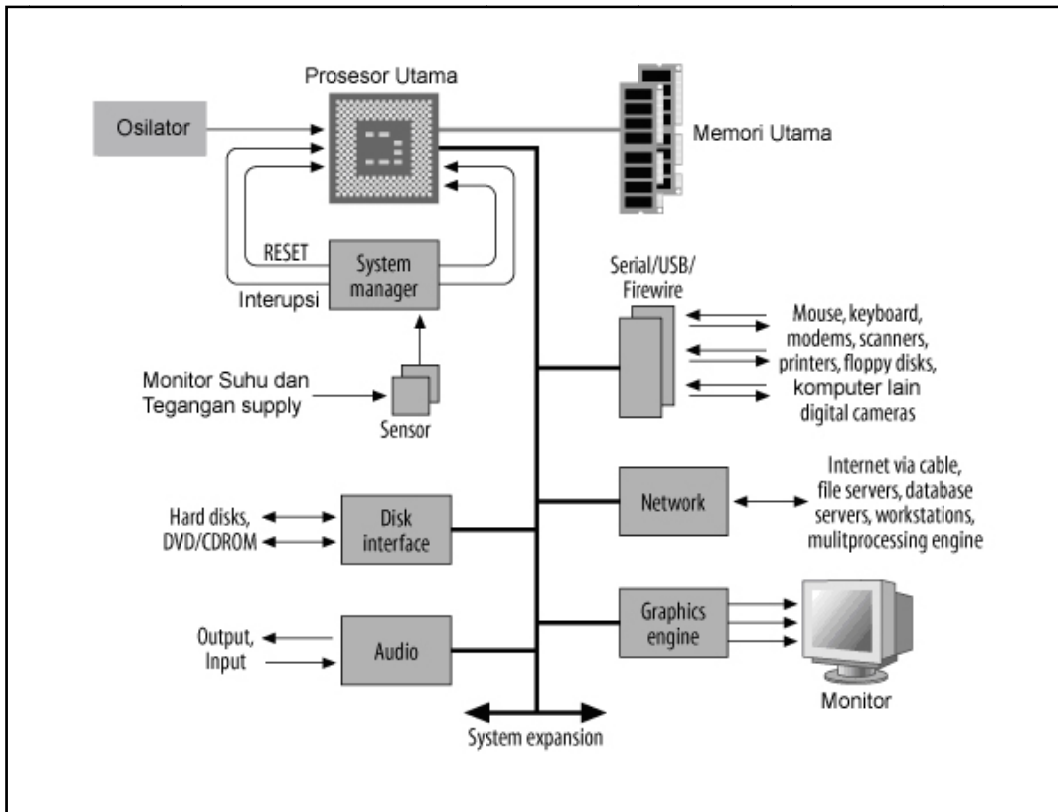 Prosesor Utama
Osilator
Memori Utama
RESET
System
manager
Interupsi
Serial/USB/
Firewire
Mouse, keyboard,
modems, scanners,
printers, floppy disks,
komputer lain
digital cameras
Monitor Suhu dan
Tegangan supply
Sensor
Hard disks,
DVD/CDROM
Disk
interface
Network
Internet via cable,
file servers, database
servers, workstations,
mulitprocessing engine
Output,
Input
Audio
Graphics
engine
Monitor
System expansion